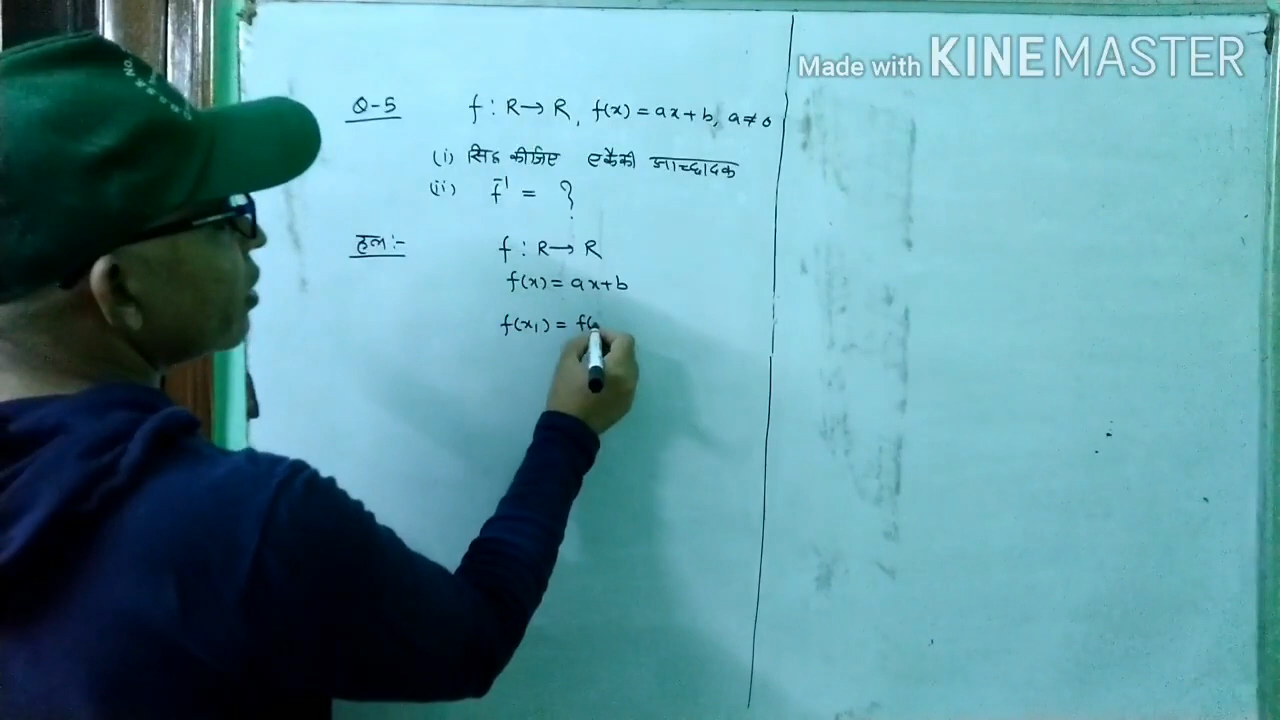 Made with KINEMASTER
Q-5 f : R→ R, f(x) = ax+b, a≠0
(i) सिद्ध कीजिए एकैकी आच्छादक
(ii) f⁻¹ = ?
हल:- f : R→ R
f(x) = ax+b
f(x₁) = f(